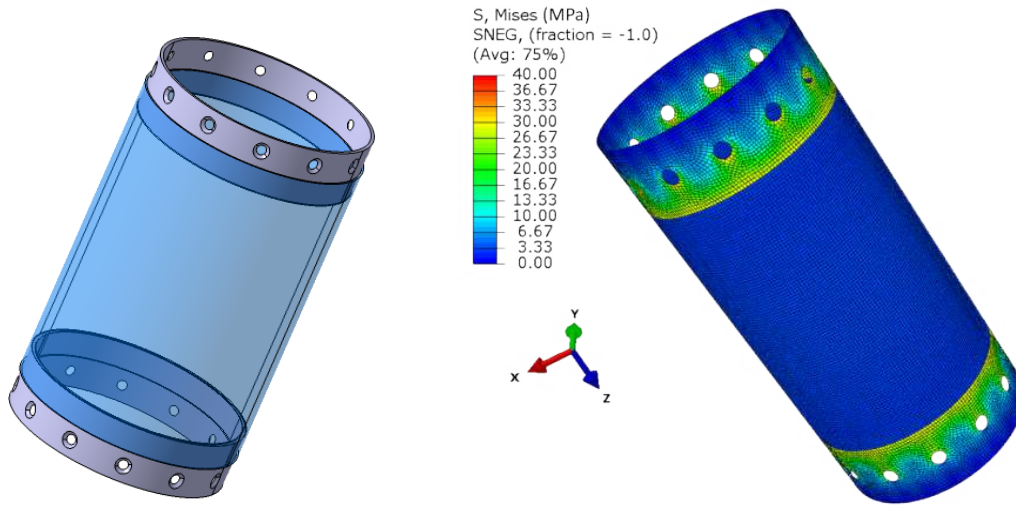 S, Mises (MPa)
SNEG, (fraction = -1.0)
(Avg: 75%)
40.00
36.67
33.33
30.00
26.67
23.33
20.00
16.67
13.33
10.00
6.67
3.33
0.00
Y
X
Z